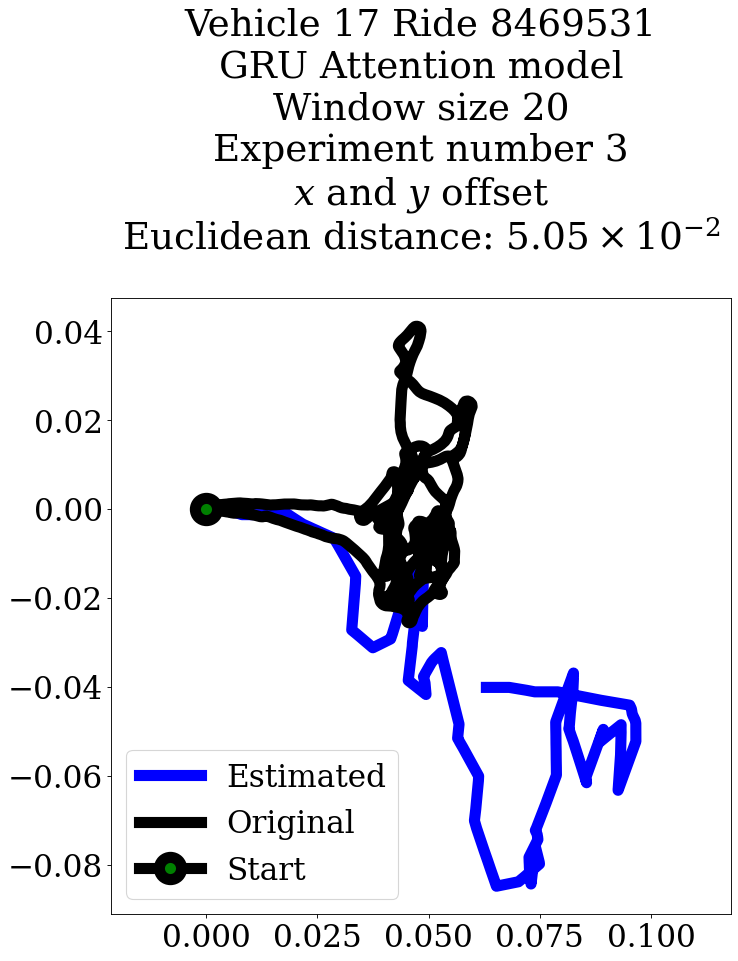 Vehicle 17 Ride 8469531
GRU Attention model
Window size 20
Experiment number 3
x and y offset
Euclidean distance: 5.05 × 10⁻²
0.04
0.02
0.00
−0.02
−0.04
−0.06
−0.08
Estimated
Original
Start
0.000 0.025 0.050 0.075 0.100